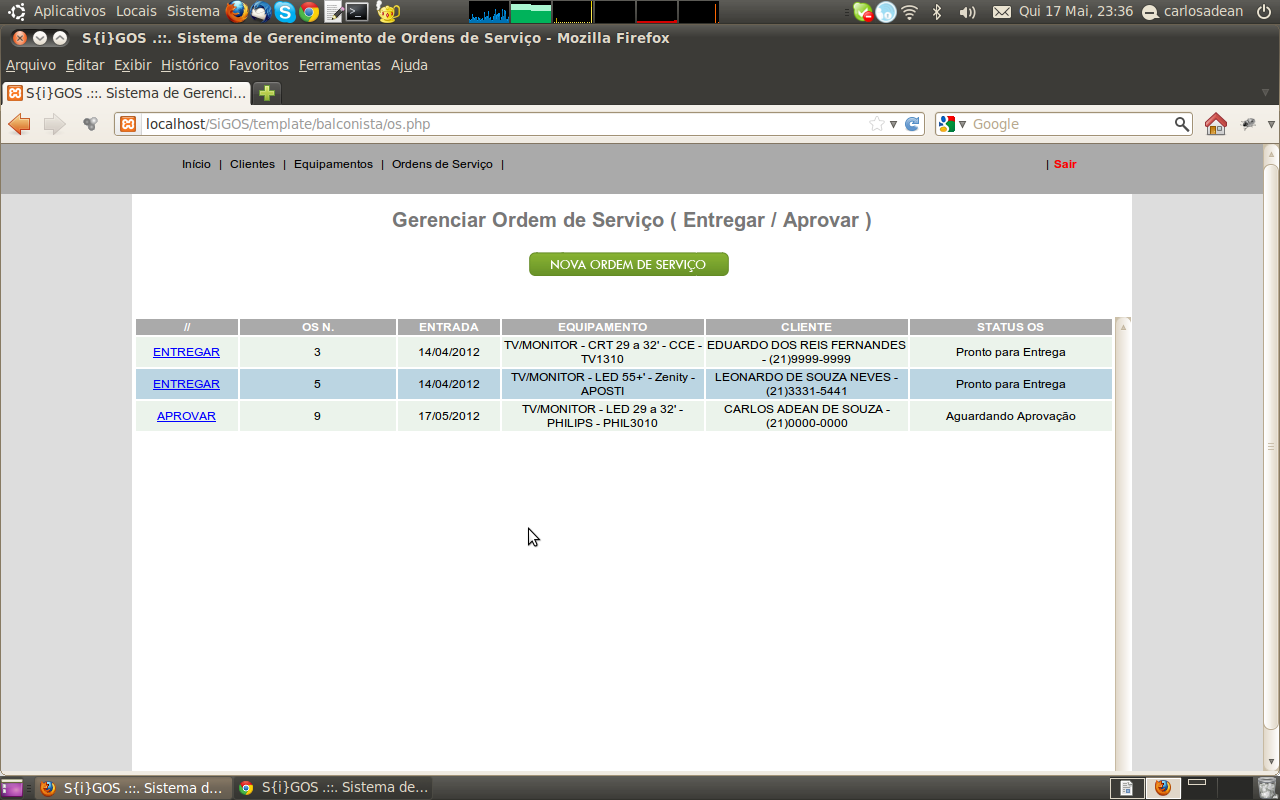 Aplicativos Locais Sistema Qui 17 Mai, 23:36 carlosadean
S{i}GOS .::. Sistema de Gerencimento de Ordens de Serviço - Mozilla Firefox
Arquivo Editar Exibir Histórico Favoritos Ferramentas Ajuda
S{i}GOS .::. Sistema de Gerenci...
localhost/SiGOS/template/balconista/os.php Google
Início | Clientes | Equipamentos | Ordens de Serviço | | Sair
Gerenciar Ordem de Serviço ( Entregar / Aprovar )
NOVA ORDEM DE SERVIÇO
// OS N. ENTRADA EQUIPAMENTO CLIENTE STATUS OS
ENTREGAR 3 14/04/2012 TV/MONITOR - CRT 29 a 32' - CCE - TV1310 EDUARDO DOS REIS FERNANDES - (21)9999-9999 Pronto para Entrega
ENTREGAR 5 14/04/2012 TV/MONITOR - LED 55+' - Zenity - APOSTI LEONARDO DE SOUZA NEVES - (21)3331-5441 Pronto para Entrega
APROVAR 9 17/05/2012 TV/MONITOR - LED 29 a 32' - PHILIPS - PHIL3010 CARLOS ADEAN DE SOUZA - (21)0000-0000 Aguardando Aprovação
S{i}GOS .::. Sistema d... S{i}GOS .::. Sistema de...